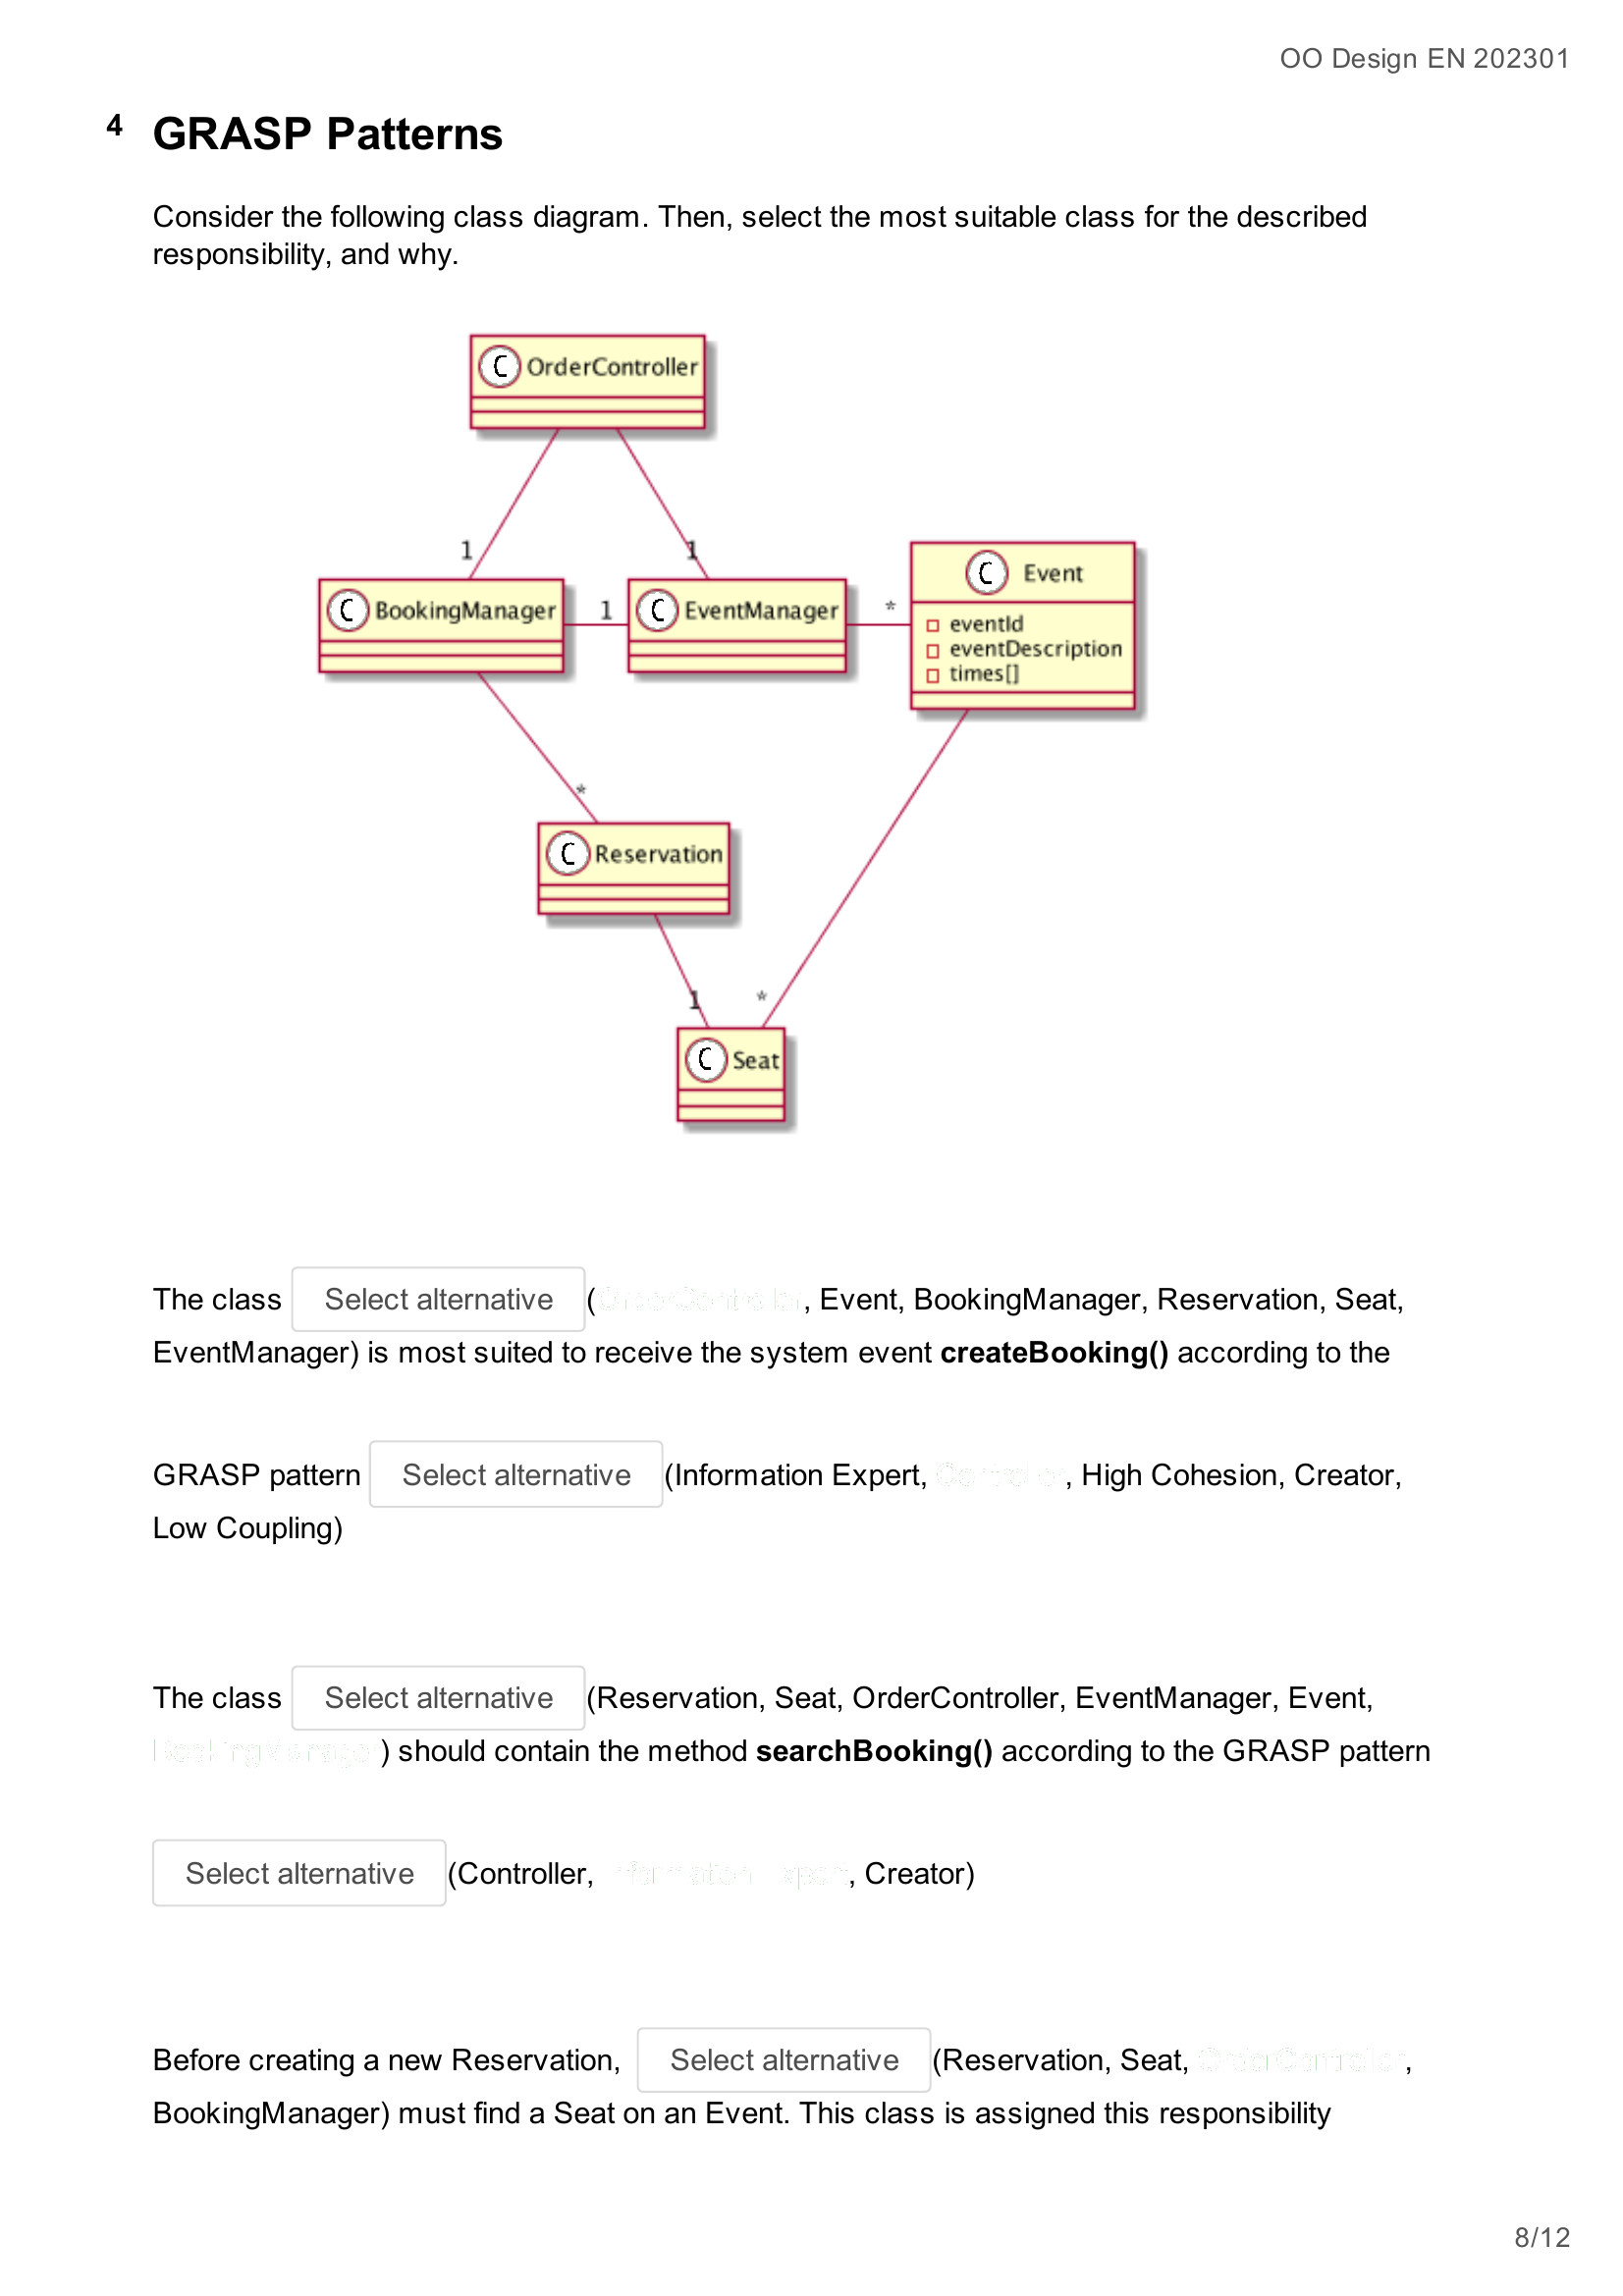 OO Design EN 202301
4 GRASP Patterns
Consider the following class diagram. Then, select the most suitable class for the described
responsibility, and why.
C OrderController
1
1
C BookingManager
1
C EventManager
*
C Event
eventId
eventDescription
times[]
*
C Reservation
1
*
C Seat
The class Select alternative (OrderController, Event, BookingManager, Reservation, Seat,
EventManager) is most suited to receive the system event createBooking() according to the
GRASP pattern Select alternative (Information Expert, Controller, High Cohesion, Creator,
Low Coupling)
The class Select alternative (Reservation, Seat, OrderController, EventManager, Event,
BookingManager) should contain the method searchBooking() according to the GRASP pattern
Select alternative (Controller, Information Expert, Creator)
Before creating a new Reservation, Select alternative (Reservation, Seat, OrderController,
BookingManager) must find a Seat on an Event. This class is assigned this responsibility
8/12